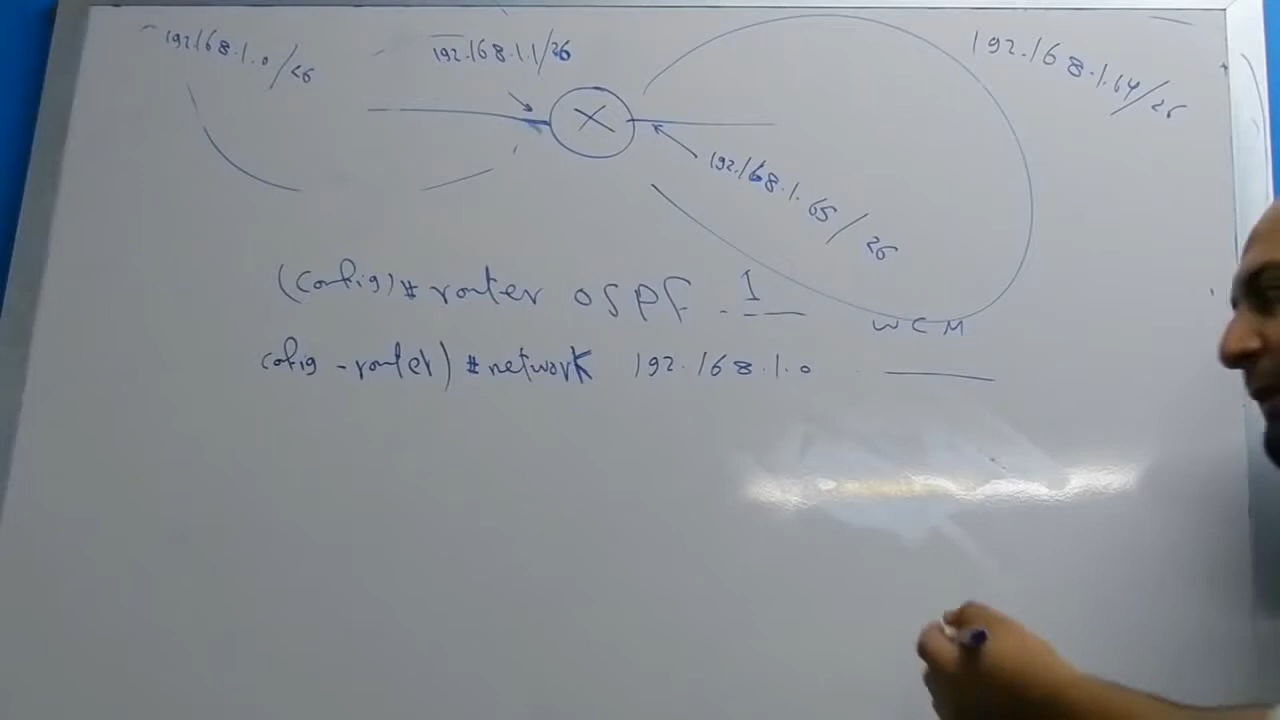 192.168.1.0/26
192.168.1.1/26
192.168.1.64/26
X
192.168.1.65/26
(Config)# router ospf 1
WCM
config-router)#network 192.168.1.0